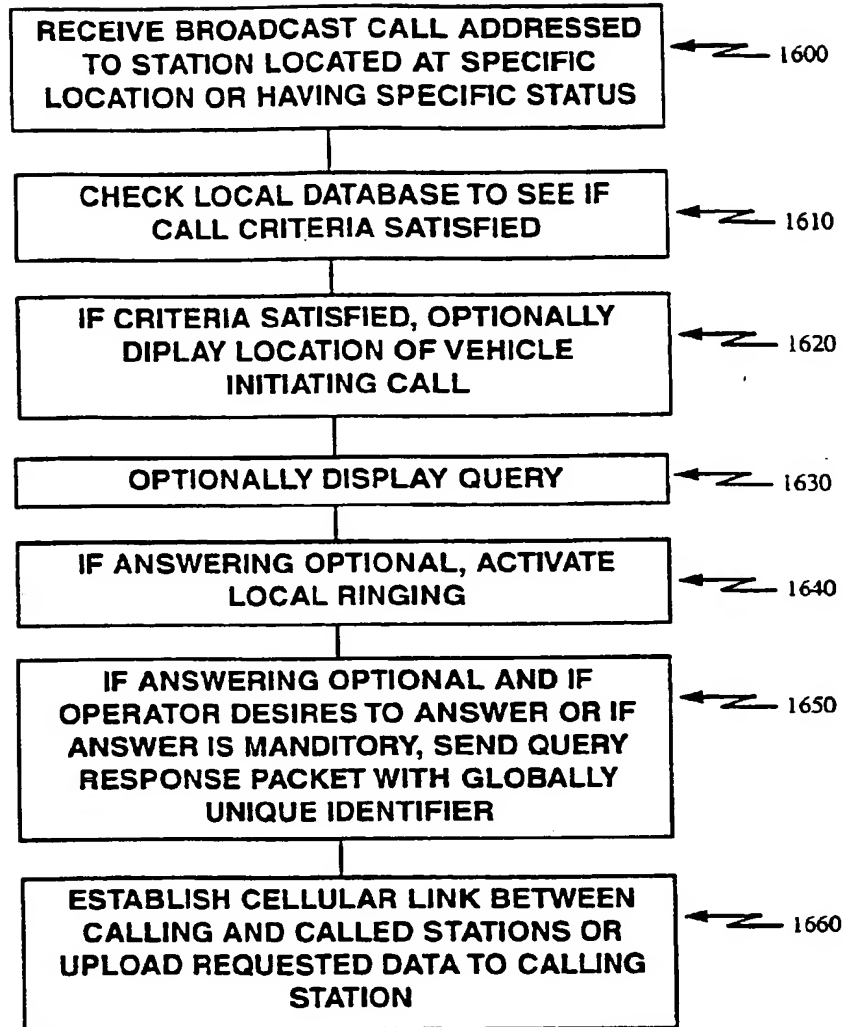 RECEIVE BROADCAST CALL ADDRESSED
TO STATION LOCATED AT SPECIFIC
LOCATION OR HAVING SPECIFIC STATUS
1600
CHECK LOCAL DATABASE TO SEE IF
CALL CRITERIA SATISFIED
1610
IF CRITERIA SATISFIED, OPTIONALLY
DIPLAY LOCATION OF VEHICLE
INITIATING CALL
1620
OPTIONALLY DISPLAY QUERY
1630
IF ANSWERING OPTIONAL, ACTIVATE
LOCAL RINGING
1640
IF ANSWERING OPTIONAL AND IF
OPERATOR DESIRES TO ANSWER OR IF
ANSWER IS MANDITORY, SEND QUERY
RESPONSE PACKET WITH GLOBALLY
UNIQUE IDENTIFIER
1650
ESTABLISH CELLULAR LINK BETWEEN
CALLING AND CALLED STATIONS OR
UPLOAD REQUESTED DATA TO CALLING
STATION
1660